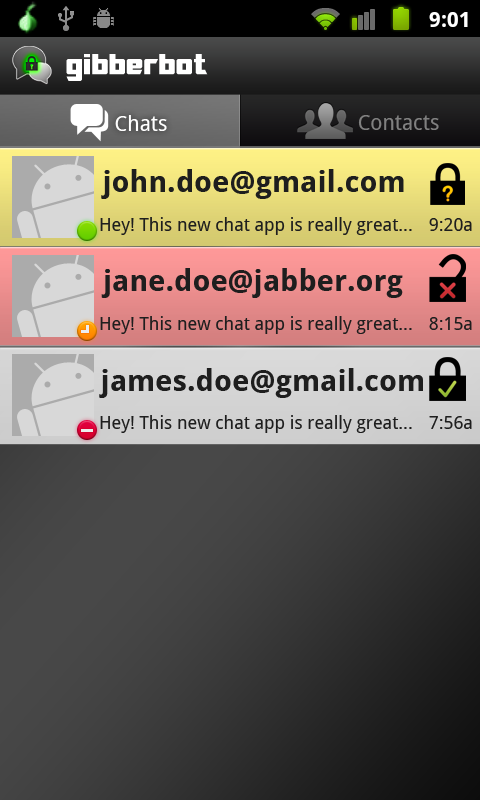 9:01
gibberbot
Chats
Contacts
john.doe@gmail.com
Hey! This new chat app is really great... 9:20a
jane.doe@jabber.org
Hey! This new chat app is really great... 8:15a
james.doe@gmail.com
Hey! This new chat app is really great... 7:56a